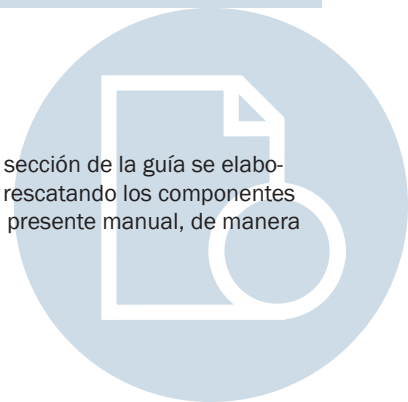 sección de la guía se elabo-
rescatando los componentes
presente manual, de manera